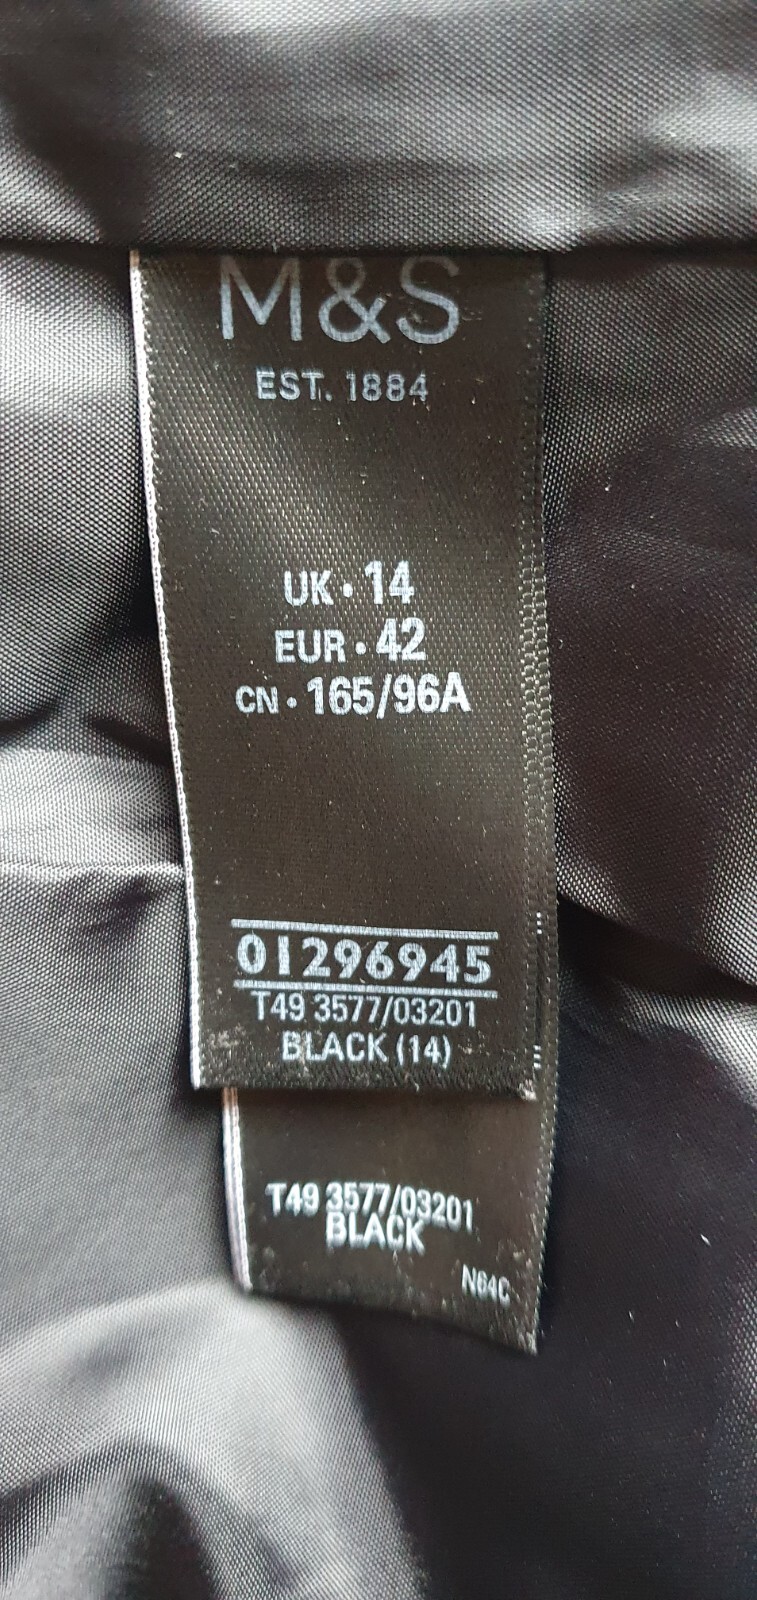 M&S
EST. 1884
UK • 14
EUR • 42
CN • 165/96A
01296945
T49 3577/03201
BLACK (14)
T49 3577/03201
BLACK
N64C